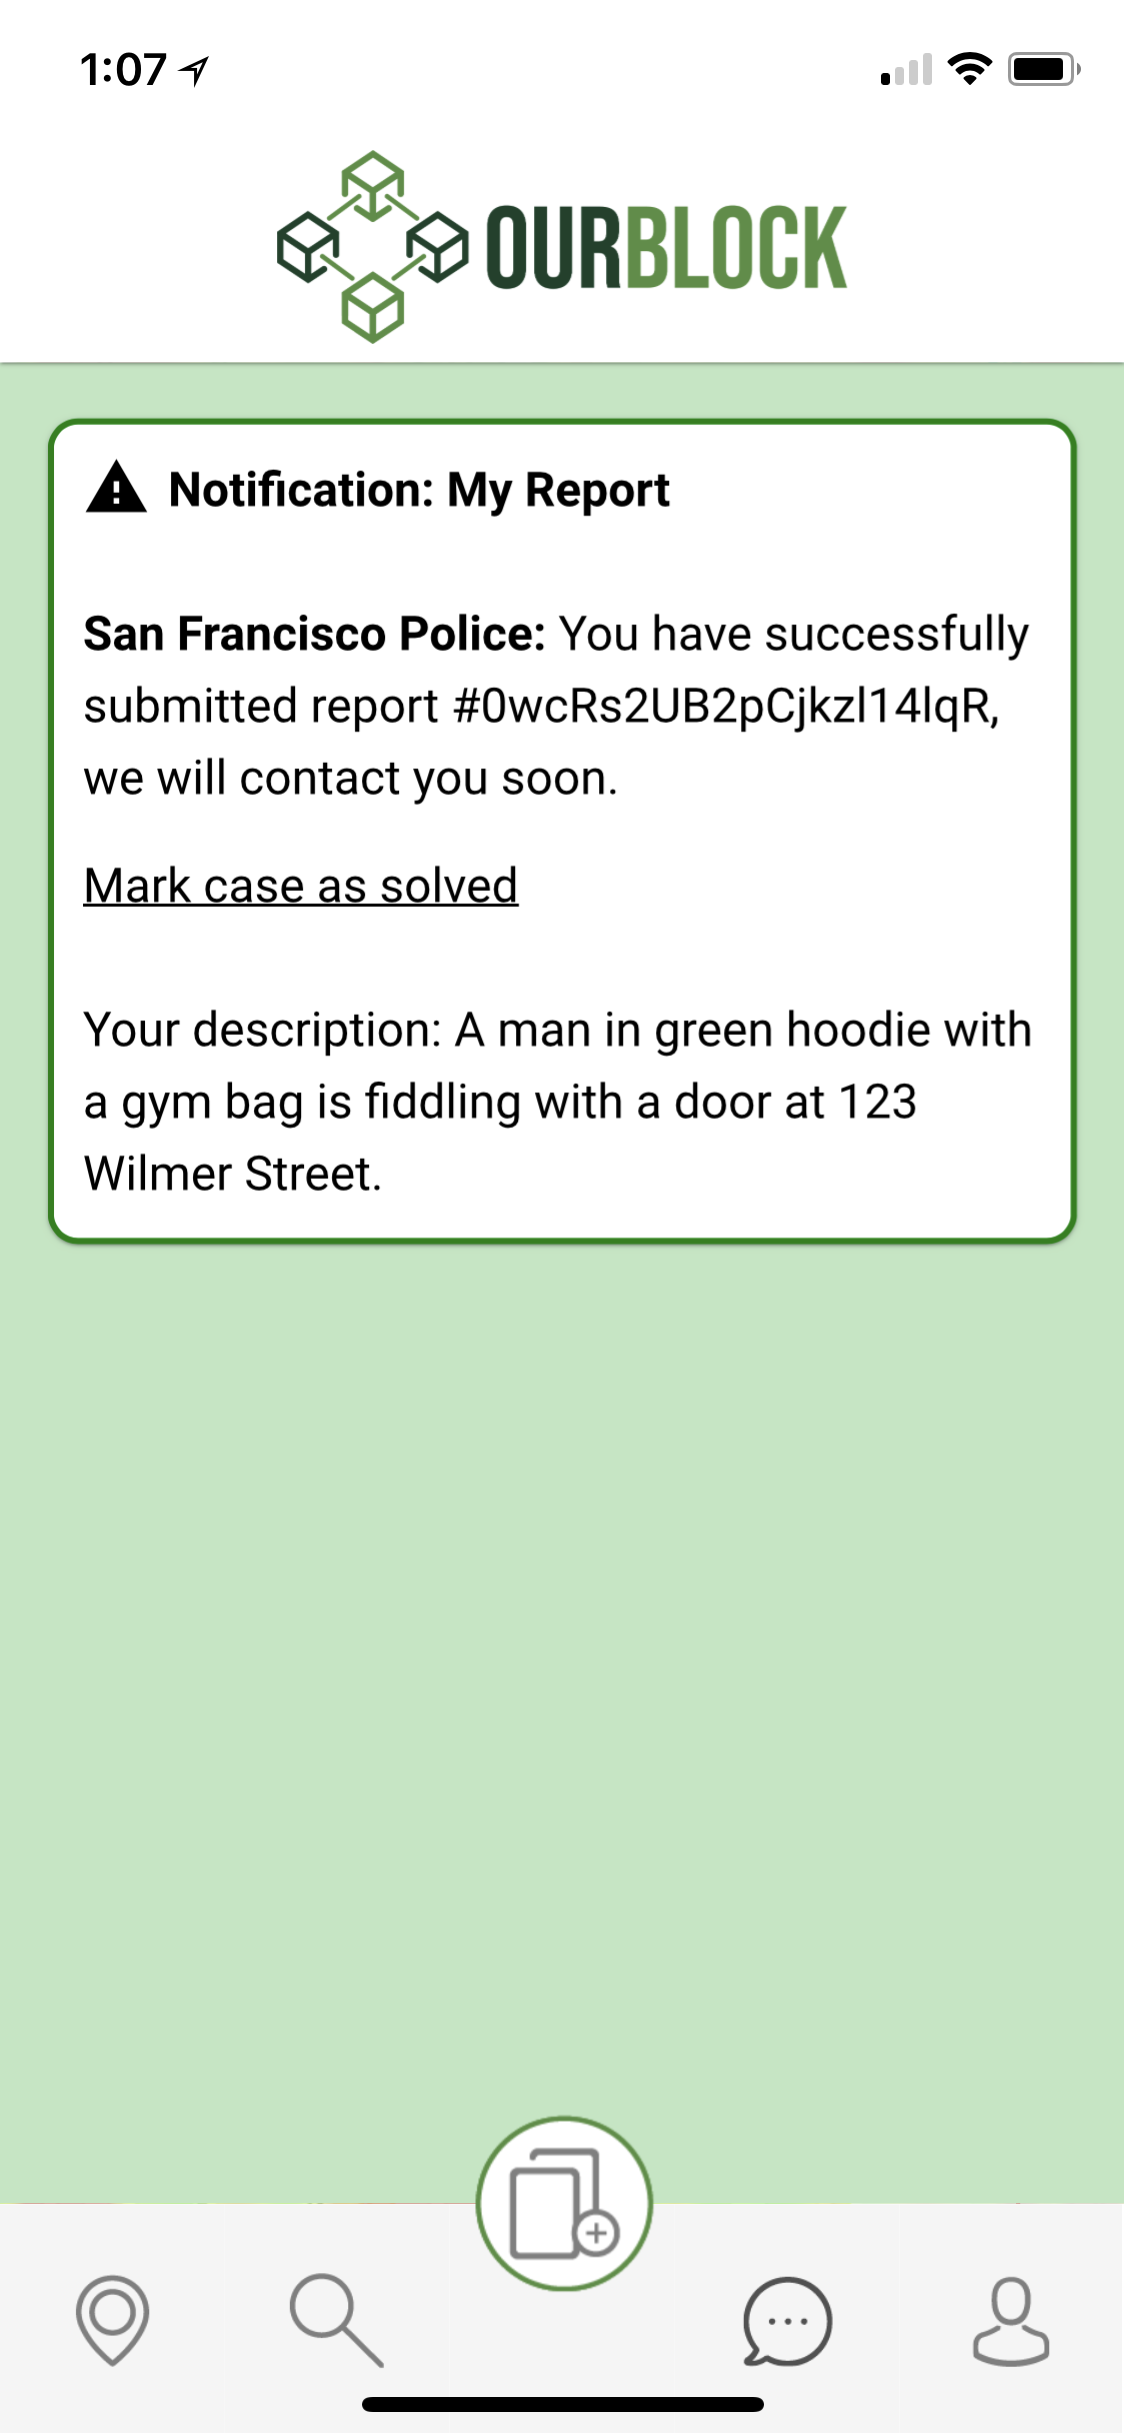 1:07
OURBLOCK
Notification: My Report
San Francisco Police: You have successfully
submitted report #0wcRs2UB2pCjkzl14lqR,
we will contact you soon.
Mark case as solved
Your description: A man in green hoodie with
a gym bag is fiddling with a door at 123
Wilmer Street.